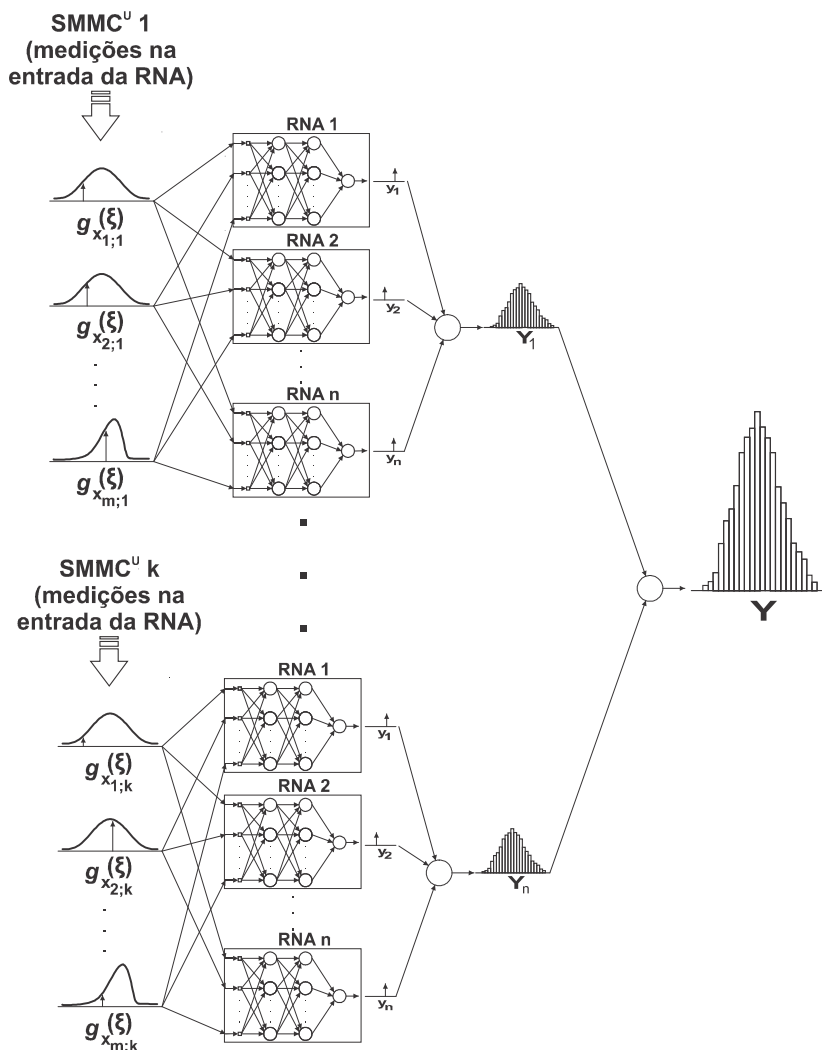 SMMCᵁ 1
(medições na
entrada da RNA)
RNA 1
g x1;1 (ξ)
y1
RNA 2
g x2;1 (ξ)
y2
Y1
RNA n
g xm;1 (ξ)
yn
SMMCᵁ k
(medições na
entrada da RNA)
Y
RNA 1
g x1;k (ξ)
y1
RNA 2
g x2;k (ξ)
y2
Yn
RNA n
g xm;k (ξ)
yn